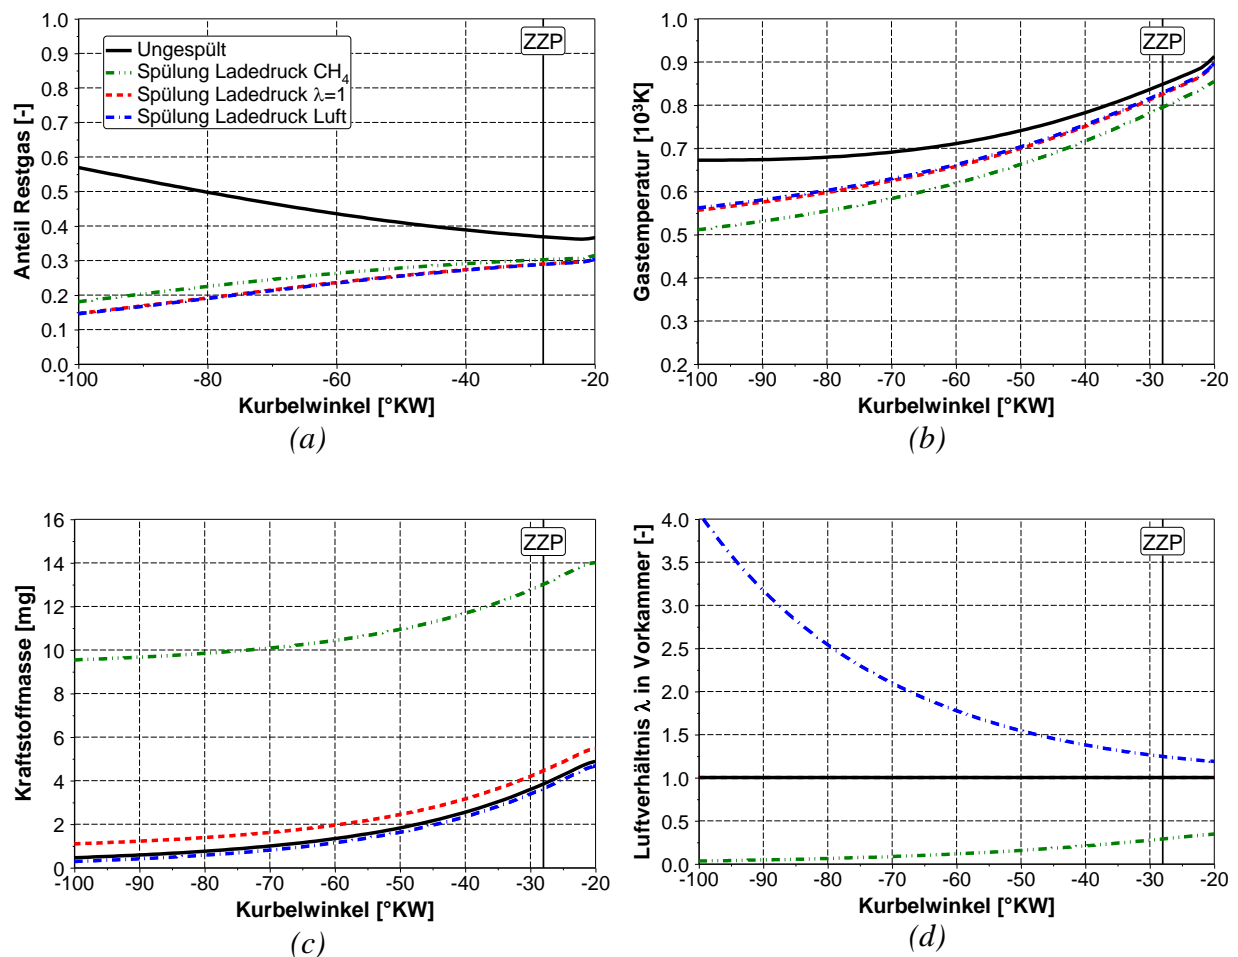 1.0
0.9
0.8
0.7
0.6
0.5
0.4
0.3
0.2
0.1
0.0
Anteil Restgas [-]
Ungespült
Spülung Ladedruck CH₄
Spülung Ladedruck λ=1
Spülung Ladedruck Luft
ZZP
-100 -80 -60 -40 -20
Kurbelwinkel [°KW]
(a)
1.0
0.9
0.8
0.7
0.6
0.5
0.4
0.3
0.2
Gastemperatur [10³K]
ZZP
-100 -90 -80 -70 -60 -50 -40 -30 -20
Kurbelwinkel [°KW]
(b)
16
14
12
10
8
6
4
2
0
Kraftstoffmasse [mg]
ZZP
-100 -90 -80 -70 -60 -50 -40 -30 -20
Kurbelwinkel [°KW]
(c)
4.0
3.5
3.0
2.5
2.0
1.5
1.0
0.5
0.0
Luftverhältnis λ in Vorkammer [-]
ZZP
-100 -90 -80 -70 -60 -50 -40 -30 -20
Kurbelwinkel [°KW]
(d)